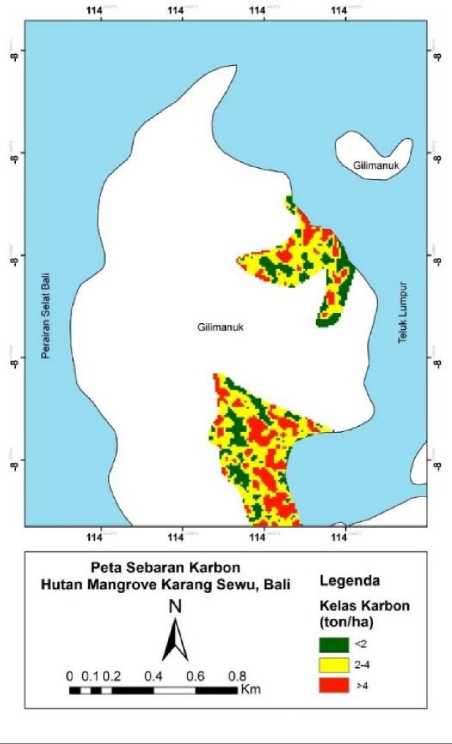 114 114 114 114
-8 -8
-8 -8
Gilimanuk
-8 -8
Perairan Selat Bali
Gilimanuk
Teluk Lumpur
-8 -8
-8 -8
114 114 114 114
Peta Sebaran Karbon
Hutan Mangrove Karang Sewu, Bali
N
0 0.1 0.2 0.4 0.6 0.8
Km
Legenda
Kelas Karbon
(ton/ha)
<2
2-4
>4